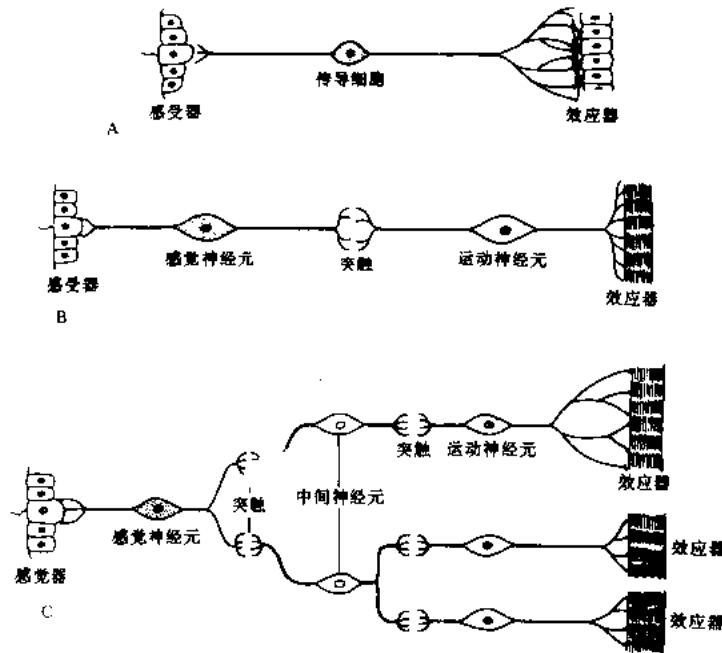 传导细胞
感受器
效应器
A
感觉神经元
突触
运动神经元
感受器
效应器
B
突触
运动神经元
效应器
突触
中间神经元
感觉神经元
效应器
感觉器
C
效应器